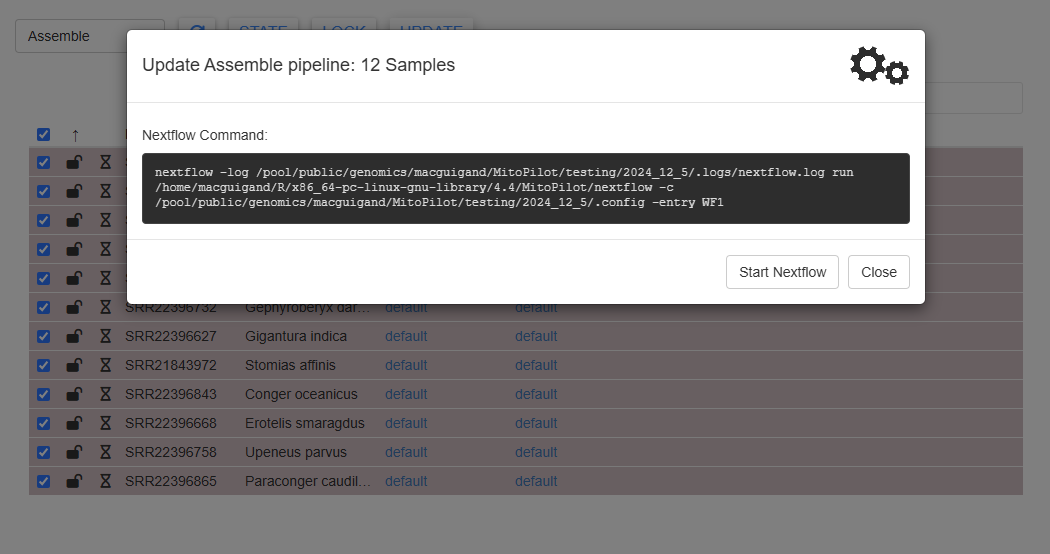 Assemble
STATE
LOCK
UPDATE
Update Assemble pipeline: 12 Samples
Nextflow Command:
nextflow -log /pool/public/genomics/macguigand/MitoPilot/testing/2024_12_5/.logs/nextflow.log run
/home/macguigand/R/x86_64-pc-linux-gnu-library/4.4/MitoPilot/nextflow -c
/pool/public/genomics/macguigand/MitoPilot/testing/2024_12_5/.config -entry WF1
Start Nextflow Close
SRR22396732 Gephyroberyx dar... default default
SRR22396627 Gigantura indica default default
SRR21843972 Stomias affinis default default
SRR22396843 Conger oceanicus default default
SRR22396668 Erotelis smaragdus default default
SRR22396758 Upeneus parvus default default
SRR22396865 Paraconger caudil... default default